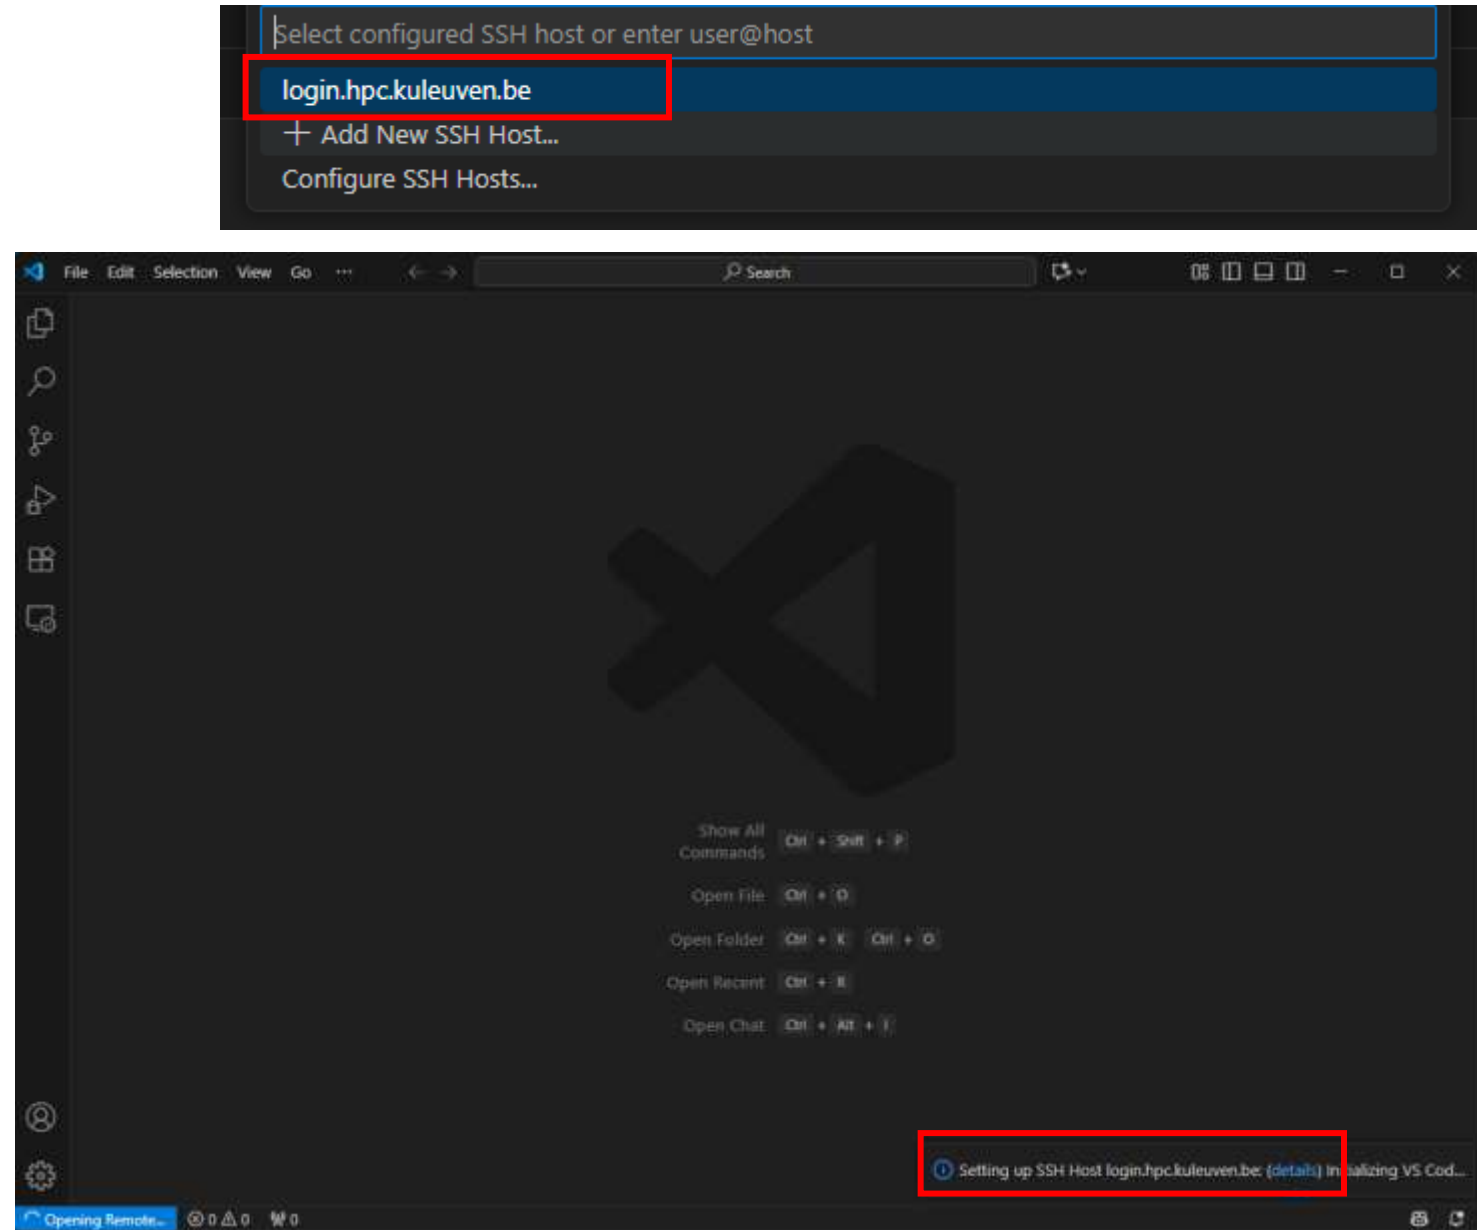 Select configured SSH host or enter user@host
login.hpc.kuleuven.be
+ Add New SSH Host...
Configure SSH Hosts...
File Edit Selection View Go ··· Search
Show All Commands Ctrl + Shift + P
Open File Ctrl + O
Open Folder Ctrl + K Ctrl + O
Open Recent Ctrl + R
Open Chat Ctrl + Alt + I
Setting up SSH Host login.hpc.kuleuven.be: (details) Initializing VS Cod...
Opening Remote... 0 0 0